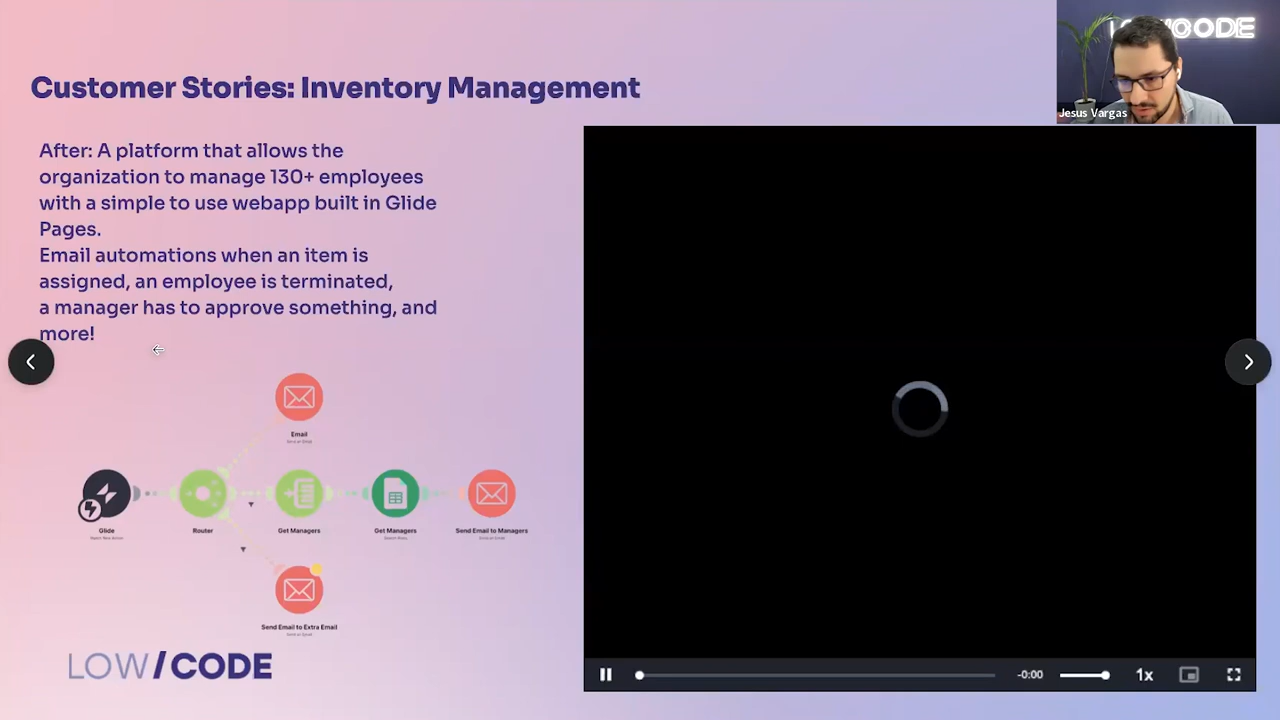 LOW/CODE
Jesus Vargas
Customer Stories: Inventory Management
After: A platform that allows the
organization to manage 130+ employees
with a simple to use webapp built in Glide
Pages.
Email automations when an item is
assigned, an employee is terminated,
a manager has to approve something, and
more!
Email
Glide
Router
Get Managers
Get Managers
Send Email to Managers
Send Email to Extra Email
LOW/CODE
-0:00
1x